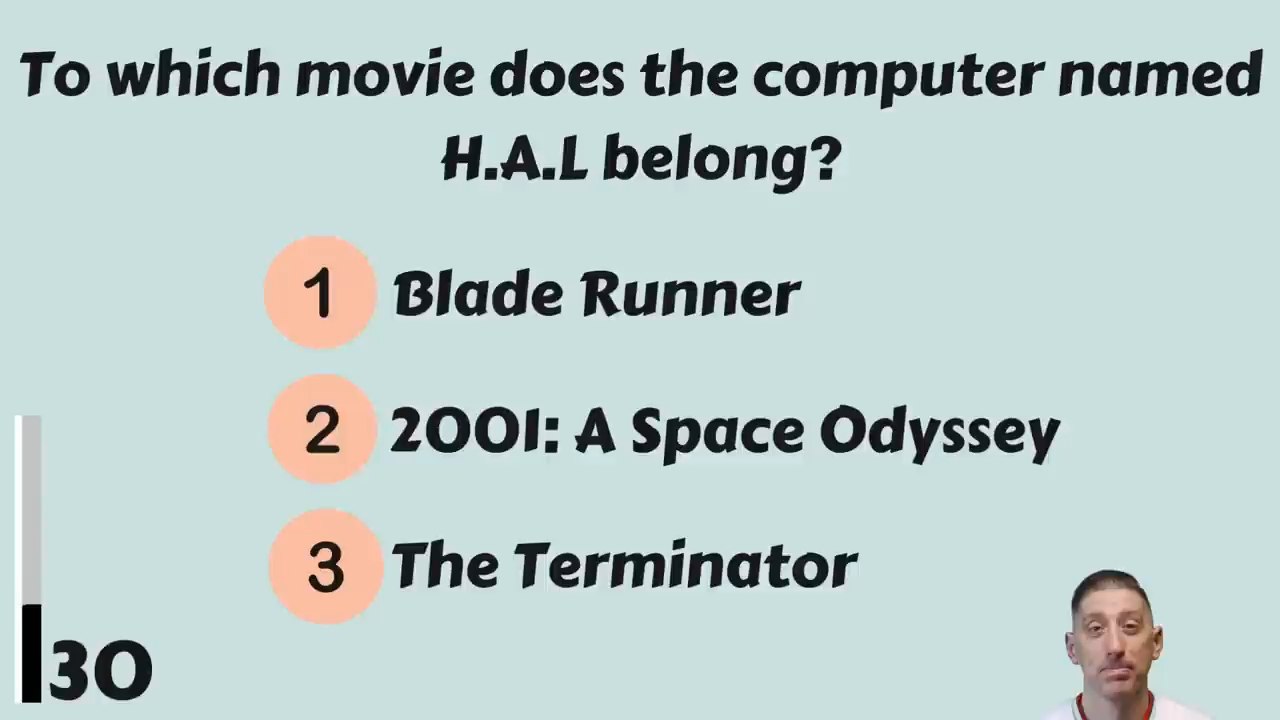 To which movie does the computer named
H.A.L belong?
1 Blade Runner
2 2001: A Space Odyssey
3 The Terminator
30